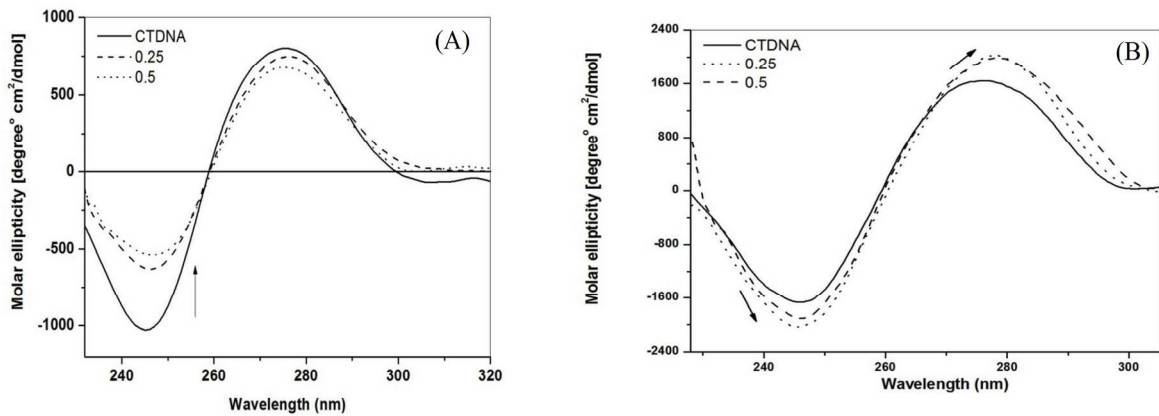 (A)
CTDNA
0.25
0.5
1000
500
0
-500
-1000
Molar ellipticity [degree° cm²/dmol]
240 260 280 300 320
Wavelength (nm)
(B)
CTDNA
0.25
0.5
2400
1600
800
0
-800
-1600
-2400
Molar ellipticity [degree° cm²/dmol]
240 260 280 300
Wavelength (nm)